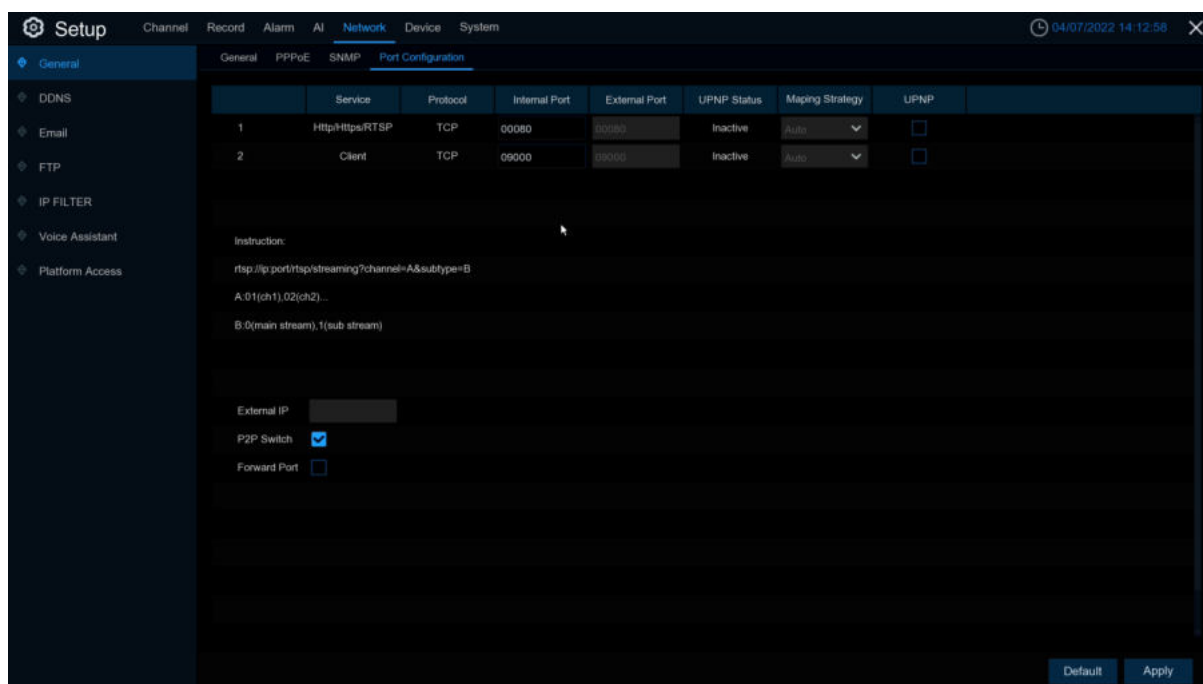 Setup Channel Record Alarm AI Network Device System 04/07/2022 14:12:58
General PPPoE SNMP Port Configuration
General
DDNS
Email
FTP
IP FILTER
Voice Assistant
Platform Access
Service Protocol Internal Port External Port UPNP Status Maping Strategy UPNP
1 Http/Https/RTSP TCP 00080 00080 Inactive Auto
2 Client TCP 09000 09000 Inactive Auto
Instruction:
rtsp://ip:port/rtsp/streaming?channel=A&subtype=B
A:01(ch1),02(ch2)...
B:0(main stream),1(sub stream)
External IP
P2P Switch
Forward Port
Default Apply